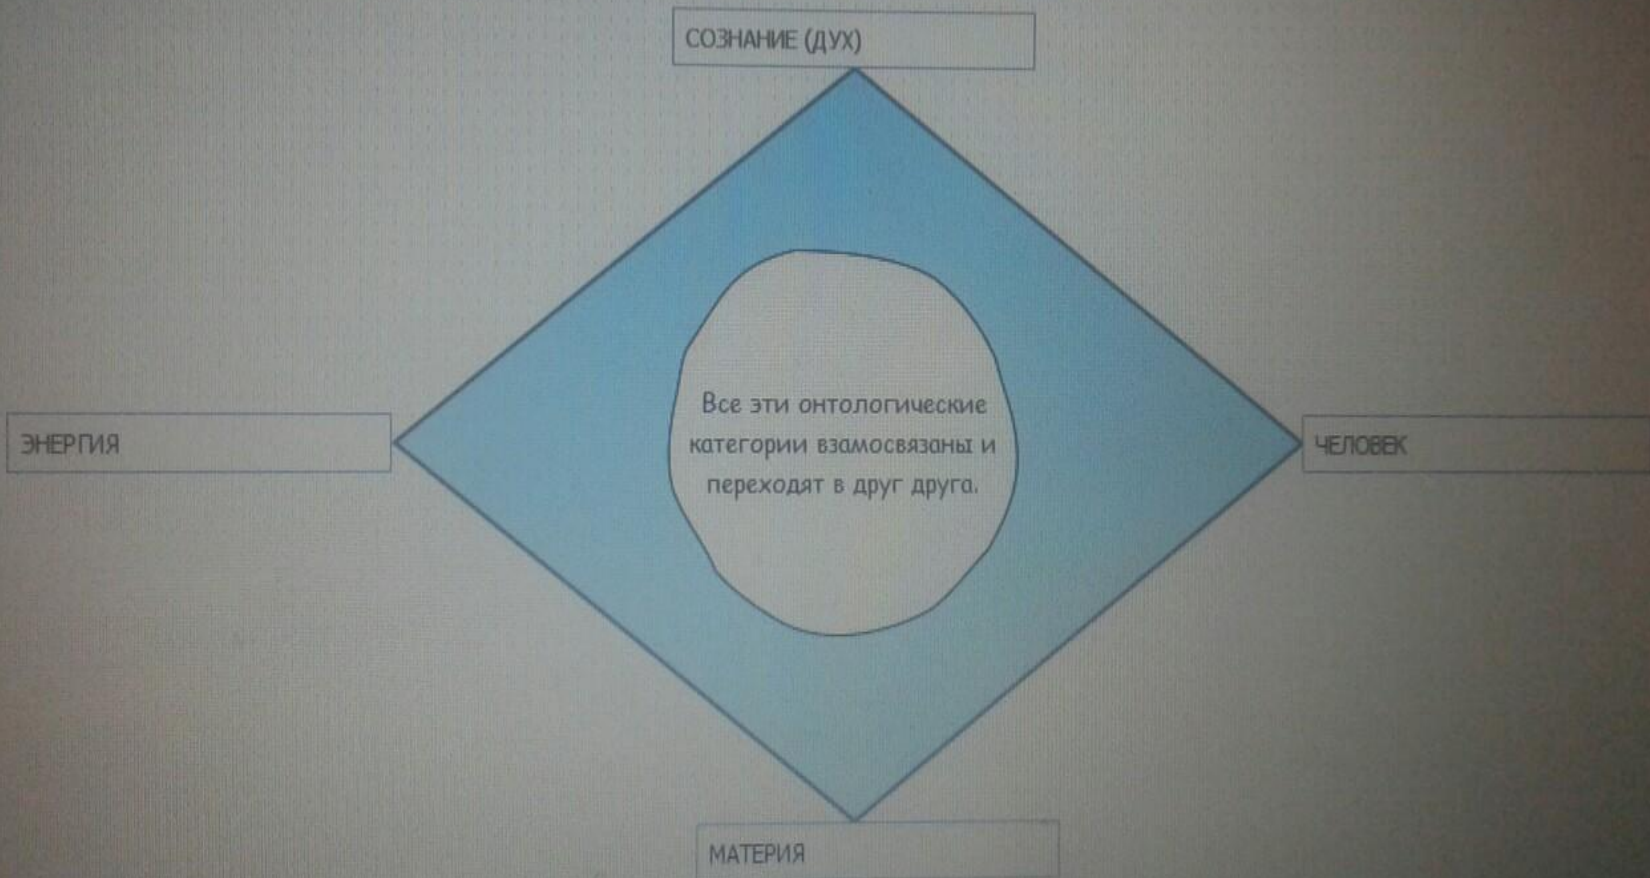 СОЗНАНИЕ (ДУХ)
Все эти онтологические
категории взамосвязаны и
переходят в друг друга.
ЭНЕРГИЯ
ЧЕЛОВЕК
МАТЕРИЯ